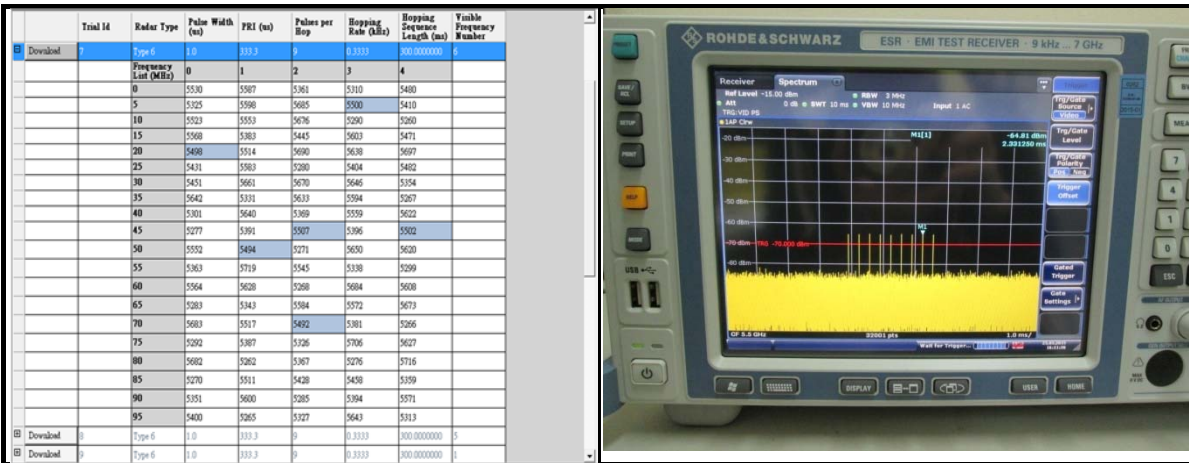 Trial Id Radar Type Pulse Width (us) PRI (us) Pulses per Hop Hopping Rate (kHz) Hopping Sequence Length (ms) Visible Frequency Number
Download 7 Type 6 1.0 333.3 9 0.3333 300.0000000 6
Frequency List (MHz) 0 1 2 3 4
0 5530 5587 5361 5310 5480
5 5325 5598 5685 5500 5410
10 5523 5553 5676 5290 5260
15 5568 5383 5445 5603 5471
20 5498 5514 5690 5638 5697
25 5431 5583 5280 5404 5482
30 5451 5661 5670 5646 5354
35 5642 5331 5633 5594 5267
40 5301 5640 5369 5559 5622
45 5277 5391 5507 5396 5502
50 5552 5494 5271 5650 5620
55 5363 5719 5545 5338 5299
60 5564 5628 5268 5684 5608
65 5283 5343 5584 5572 5673
70 5683 5517 5492 5381 5266
75 5292 5387 5326 5706 5627
80 5682 5262 5367 5276 5716
85 5270 5511 5428 5458 5359
90 5351 5600 5285 5394 5571
95 5400 5265 5327 5643 5313
Download 8 Type 6 1.0 333.3 9 0.3333 300.0000000 5
Download 9 Type 6 1.0 333.3 9 0.3333 300.0000000 1
ROHDE&SCHWARZ ESR · EMI TEST RECEIVER · 9 kHz ... 7 GHz
PRESET
Receiver Spectrum
Ref Level -15.00 dBm RBW 3 MHz
Att 0 dB SWT 10 ms VBW 10 MHz Input 1 AC
TRG:VID PS
1AP Clrw
M1[1] -64.81 dBm
2.331250 ms
-20 dBm
-30 dBm
-40 dBm
-50 dBm
-60 dBm
M1
-70 dBm TRG -75.000 dBm
-80 dBm
CF 5.5 GHz 32001 pts 1.0 ms/
Wait for Trigger...
Trigger
Trg/Gate Source
Video
Trg/Gate Level
Trg/Gate Polarity
Pos Neg
Trigger Offset
Gated Trigger
Gate Settings
SETUP
PRINT
HELP
MODE
USB
DISPLAY
USER
HOME
MEA
7
4
1
0
ESC